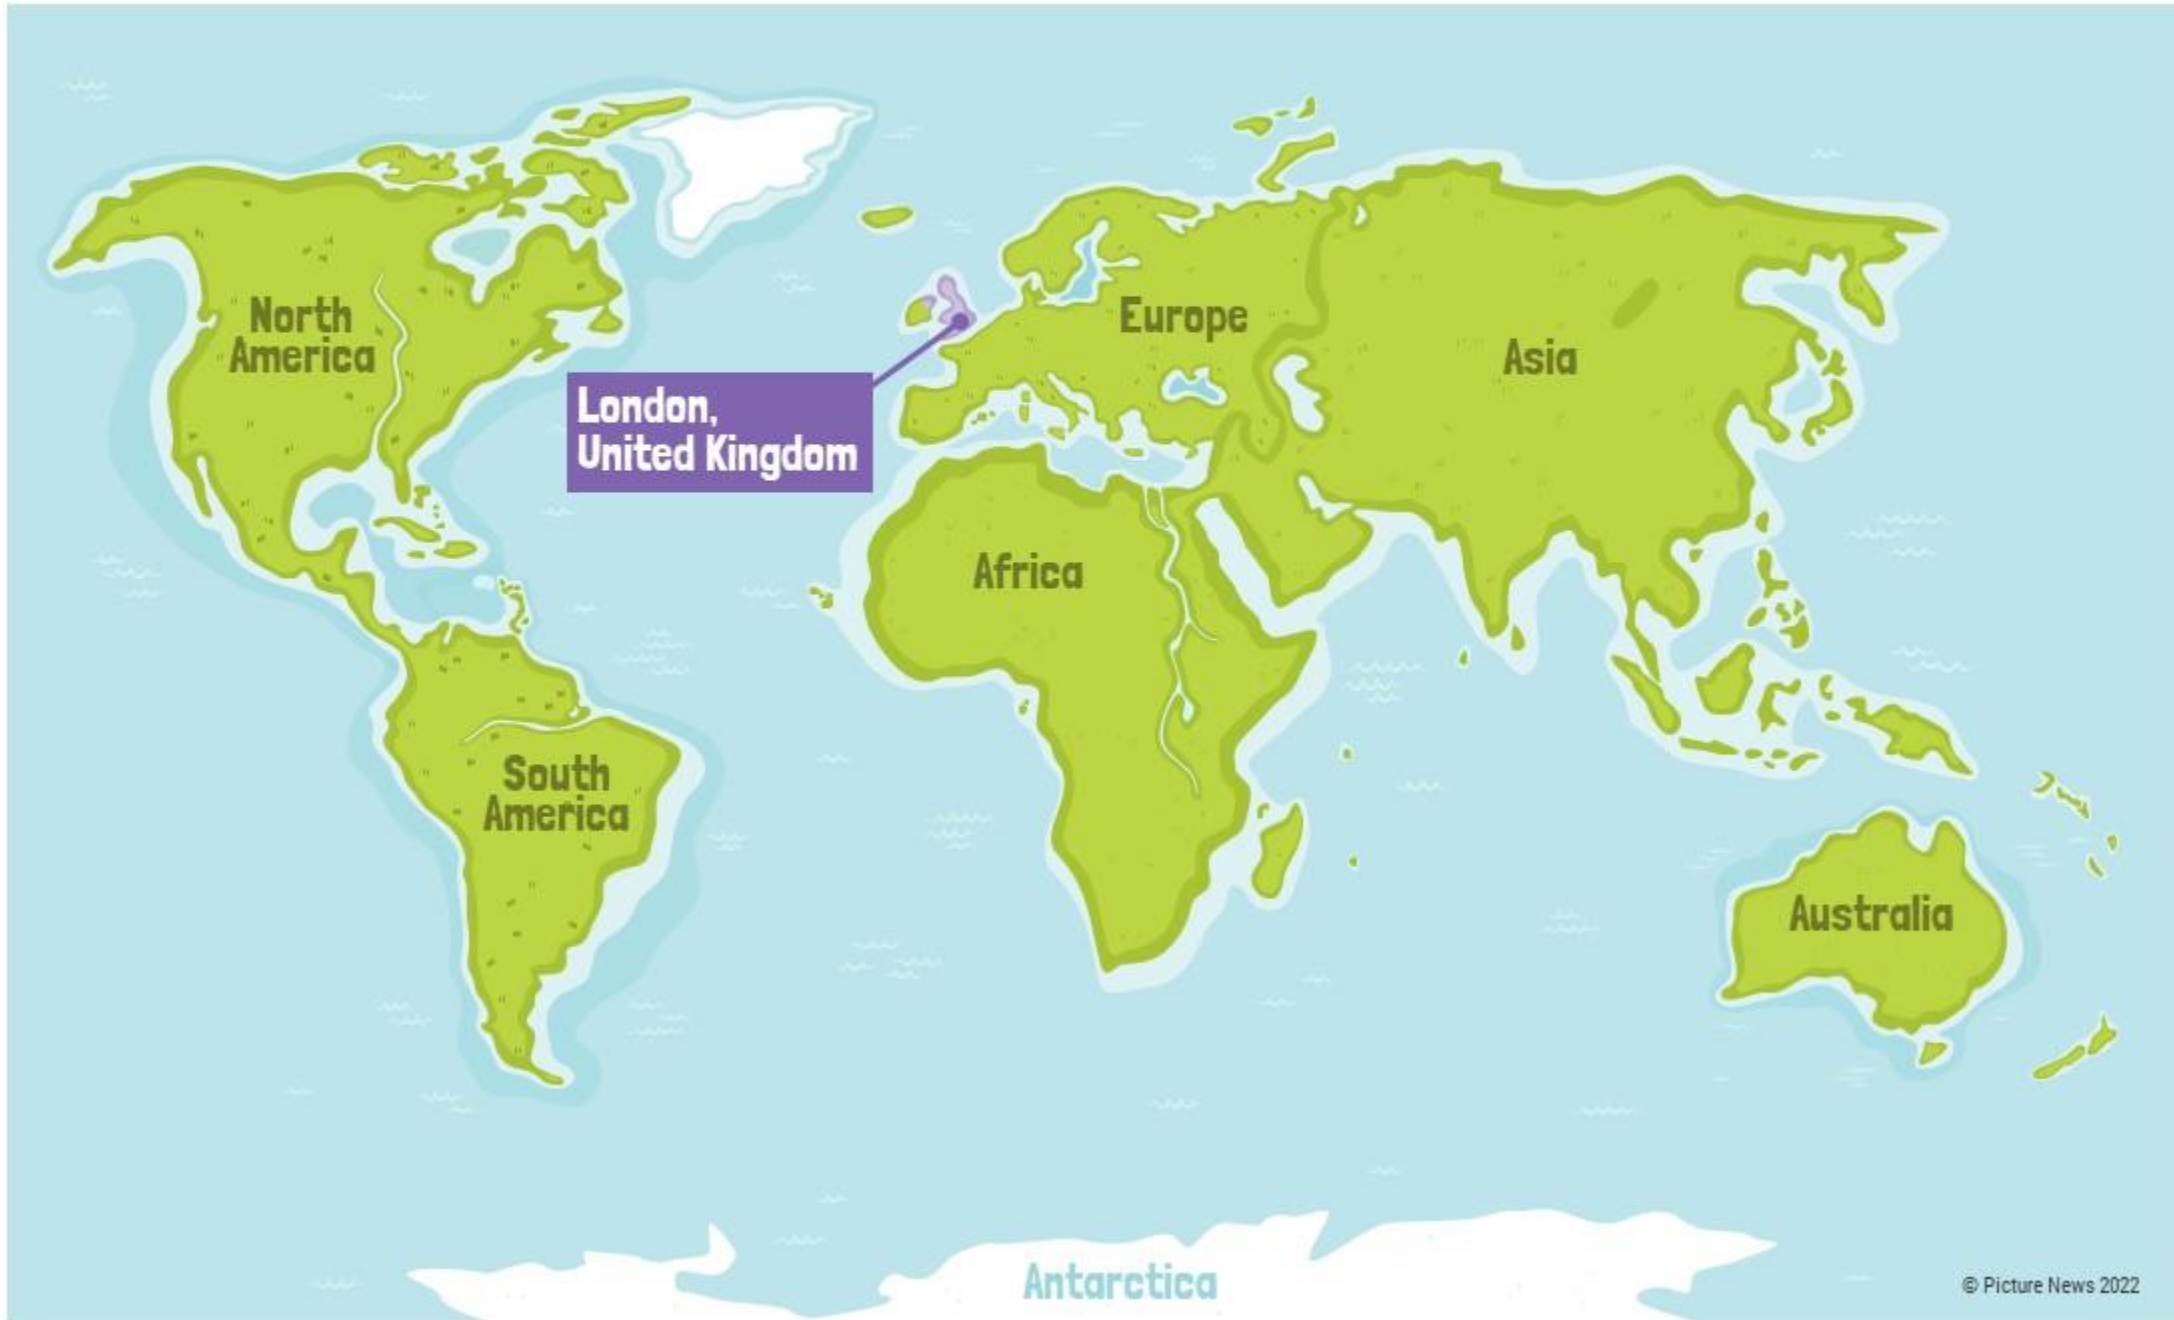 North
America
Europe
Asia
London,
United Kingdom
Africa
South
America
Australia
Antarctica
© Picture News 2022